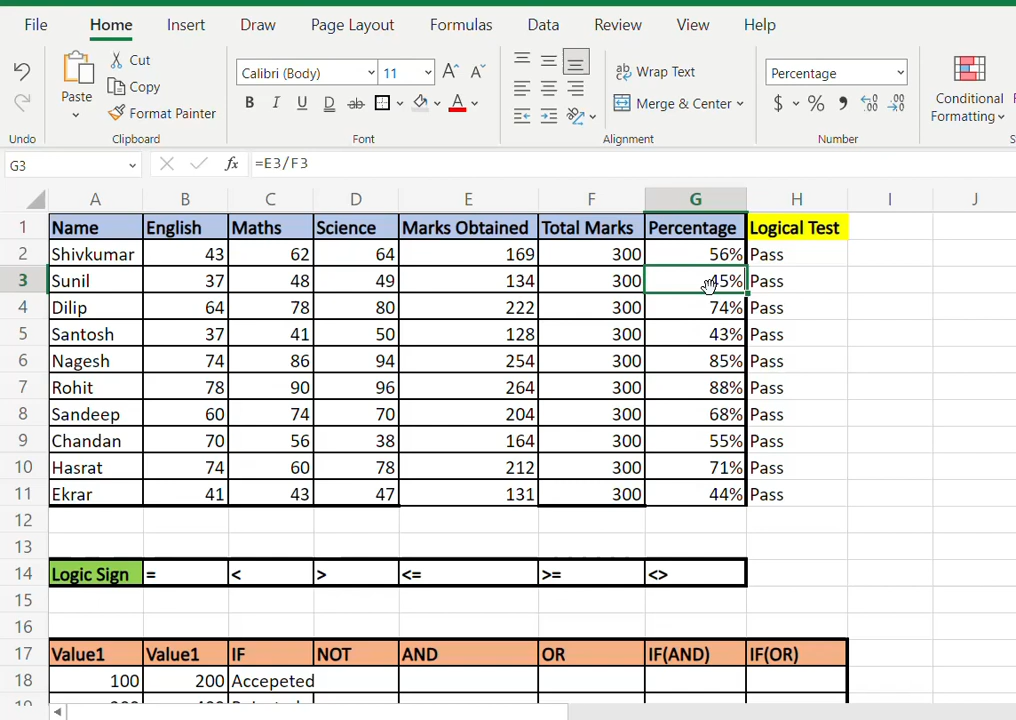 File Home Insert Draw Page Layout Formulas Data Review View Help
Paste Cut Copy Format Painter
Calibri (Body) 11 A^ A˅
B I U D ab A
Wrap Text
Merge & Center
Percentage
$ % ,
Conditional Formatting
Undo Clipboard Font Alignment Number
G3 fx =E3/F3
A B C D E F G H I J
1 Name English Maths Science Marks Obtained Total Marks Percentage Logical Test
2 Shivkumar 43 62 64 169 300 56% Pass
3 Sunil 37 48 49 134 300 45% Pass
4 Dilip 64 78 80 222 300 74% Pass
5 Santosh 37 41 50 128 300 43% Pass
6 Nagesh 74 86 94 254 300 85% Pass
7 Rohit 78 90 96 264 300 88% Pass
8 Sandeep 60 74 70 204 300 68% Pass
9 Chandan 70 56 38 164 300 55% Pass
10 Hasrat 74 60 78 212 300 71% Pass
11 Ekrar 41 43 47 131 300 44% Pass
12
13
14 Logic Sign = < > <= >= <>
15
16
17 Value1 Value1 IF NOT AND OR IF(AND) IF(OR)
18 100 200 Accepeted